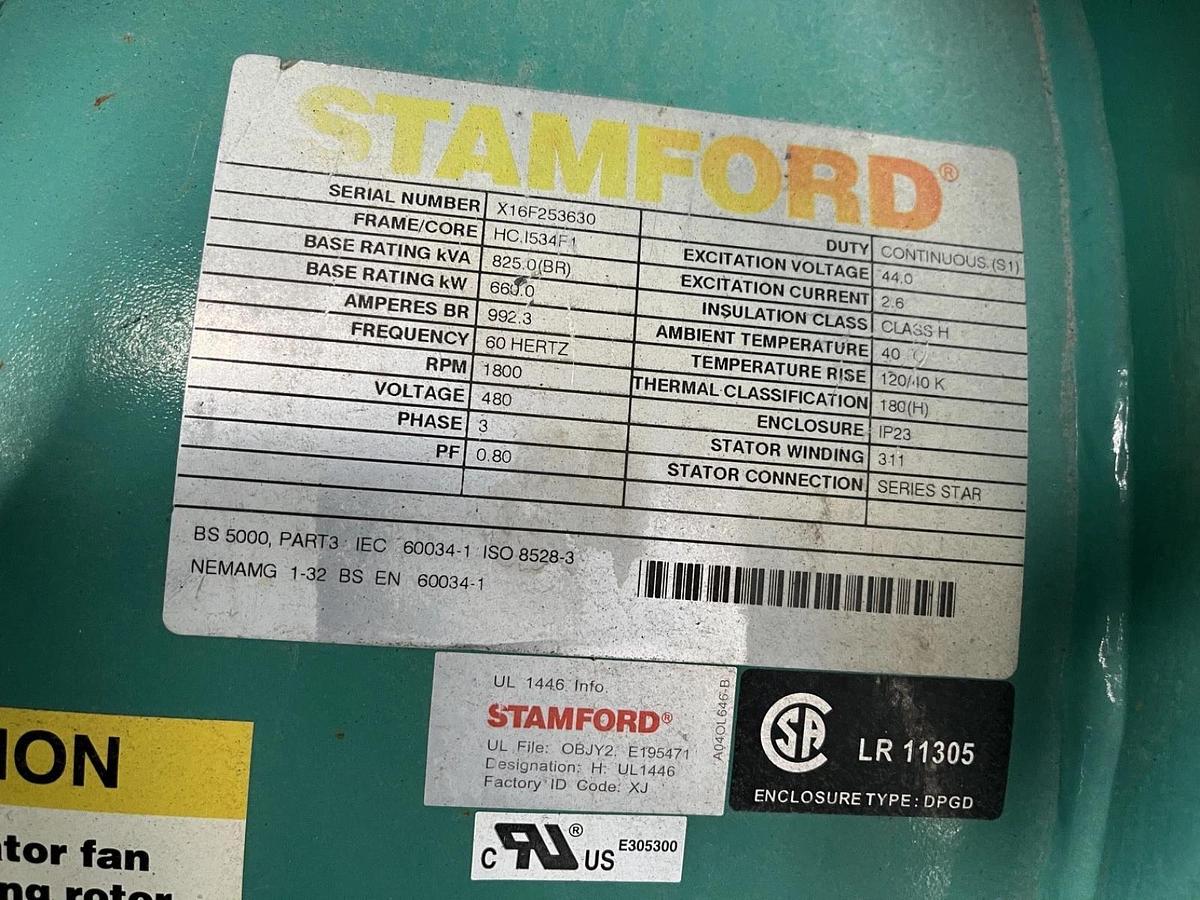 STAMFORD®
SERIAL NUMBER X16F253630
FRAME/CORE HC.I534F1
BASE RATING kVA 825.0(BR)
BASE RATING kW 660.0
AMPERES BR 992.3
FREQUENCY 60 HERTZ
RPM 1800
VOLTAGE 480
PHASE 3
PF 0.80
DUTY CONTINUOUS.(S1)
EXCITATION VOLTAGE 44.0
EXCITATION CURRENT 2.6
INSULATION CLASS CLASS H
AMBIENT TEMPERATURE 40
TEMPERATURE RISE 120/40 K
THERMAL CLASSIFICATION 180(H)
ENCLOSURE IP23
STATOR WINDING 311
STATOR CONNECTION SERIES STAR
BS 5000, PART3 IEC 60034-1 ISO 8528-3
NEMAMG 1-32 BS EN 60034-1
UL 1446 Info.
STAMFORD®
UL File: OBJY2, E195471
Designation: H: UL1446
Factory ID Code: XJ
A04OL646-B
SA LR 11305
ENCLOSURE TYPE: DPGD
C RU® US E305300
ION
tor fan
ng rotor